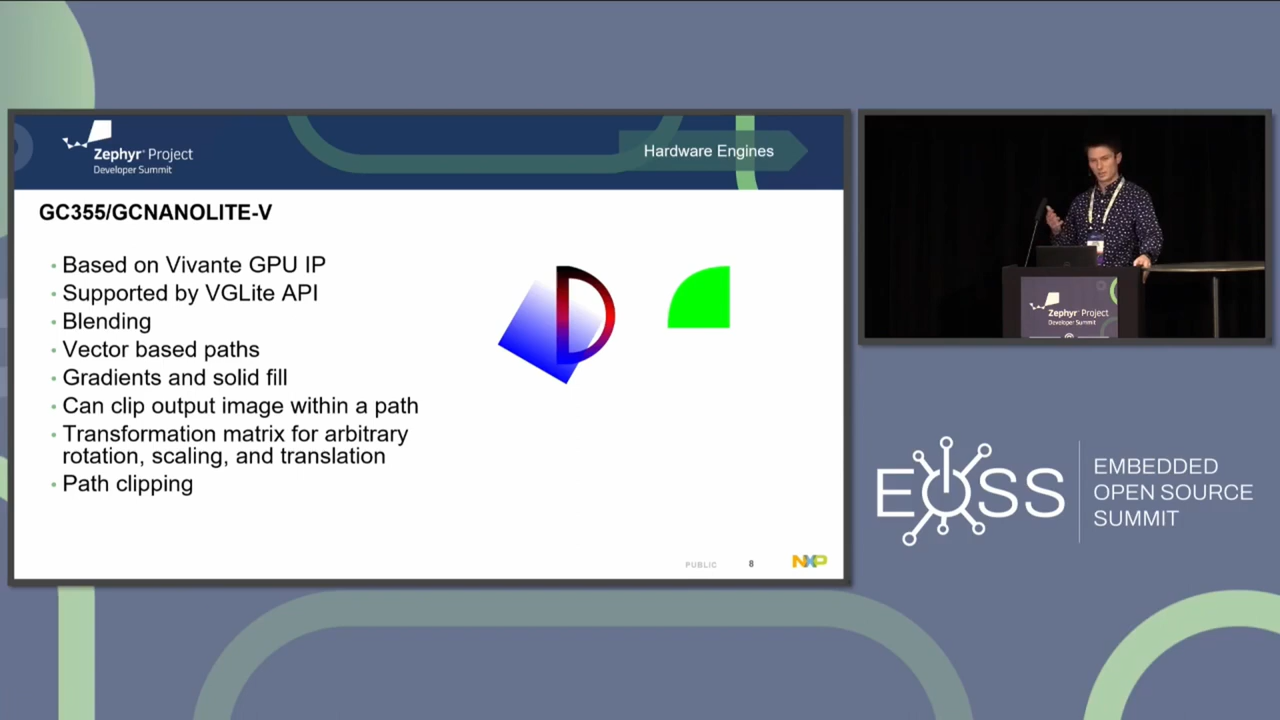 Zephyr® Project
Developer Summit
Hardware Engines
GC355/GCNANOLITE-V
Based on Vivante GPU IP
Supported by VGLite API
Blending
Vector based paths
Gradients and solid fill
Can clip output image within a path
Transformation matrix for arbitrary
rotation, scaling, and translation
Path clipping
D
PUBLIC 8
NXP
Zephyr® Project
Developer Summit
EOSS
EMBEDDED
OPEN SOURCE
SUMMIT